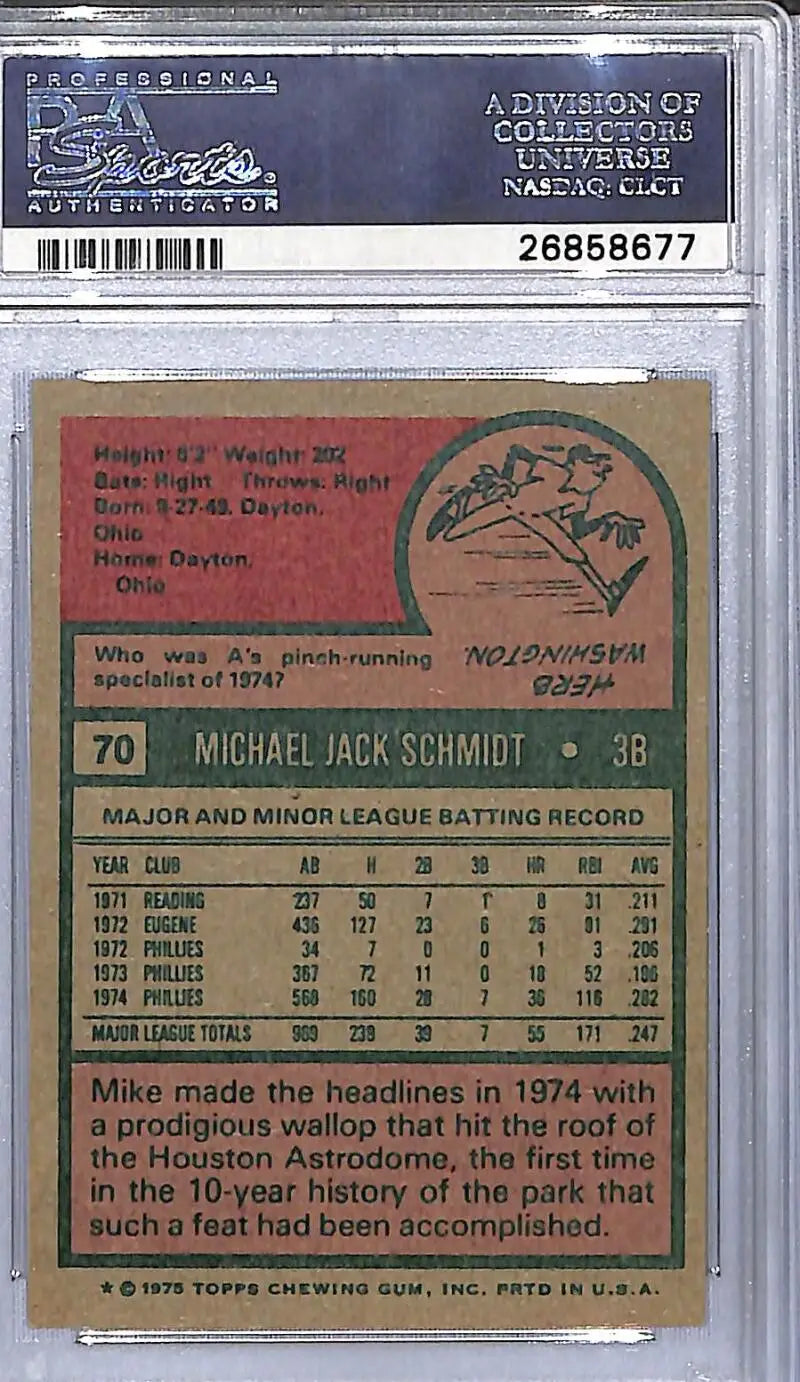 PROFESSIONAL
PSA
Sports.
AUTHENTICATOR
A DIVISION OF
COLLECTORS
UNIVERSE
NASDAQ: CLCT
26858677
Height: 6'2" Weight: 202
Bats: Right Throws: Right
Born: 9-27-49, Dayton,
Ohio
Home: Dayton,
Ohio
Who was A's pinch-running
specialist of 1974?
HERB
WASHINGTON.
70 MICHAEL JACK SCHMIDT • 3B
MAJOR AND MINOR LEAGUE BATTING RECORD
YEAR CLUB AB H 2B 3B HR RBI AVG
1971 READING 237 50 7 1 8 31 .211
1972 EUGENE 436 127 23 6 26 91 .291
1972 PHILLIES 34 7 0 0 1 3 .206
1973 PHILLIES 367 72 11 0 18 52 .196
1974 PHILLIES 568 160 28 7 36 116 .282
MAJOR LEAGUE TOTALS 969 239 39 7 55 171 .247
Mike made the headlines in 1974 with
a prodigious wallop that hit the roof of
the Houston Astrodome, the first time
in the 10-year history of the park that
such a feat had been accomplished.
★ © 1975 TOPPS CHEWING GUM, INC. PRTD IN U.S.A.